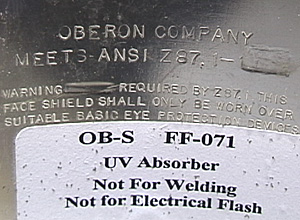 OBERON COMPANY
MEETS ANSI Z87.1-
WARNING REQUIRED BY Z87.1 THIS
FACE SHIELD SHALL ONLY BE WORN OVER
SUITABLE BASIC EYE PROTECTION DEVICES
OB-S FF-071
UV Absorber
Not For Welding
Not for Electrical Flash